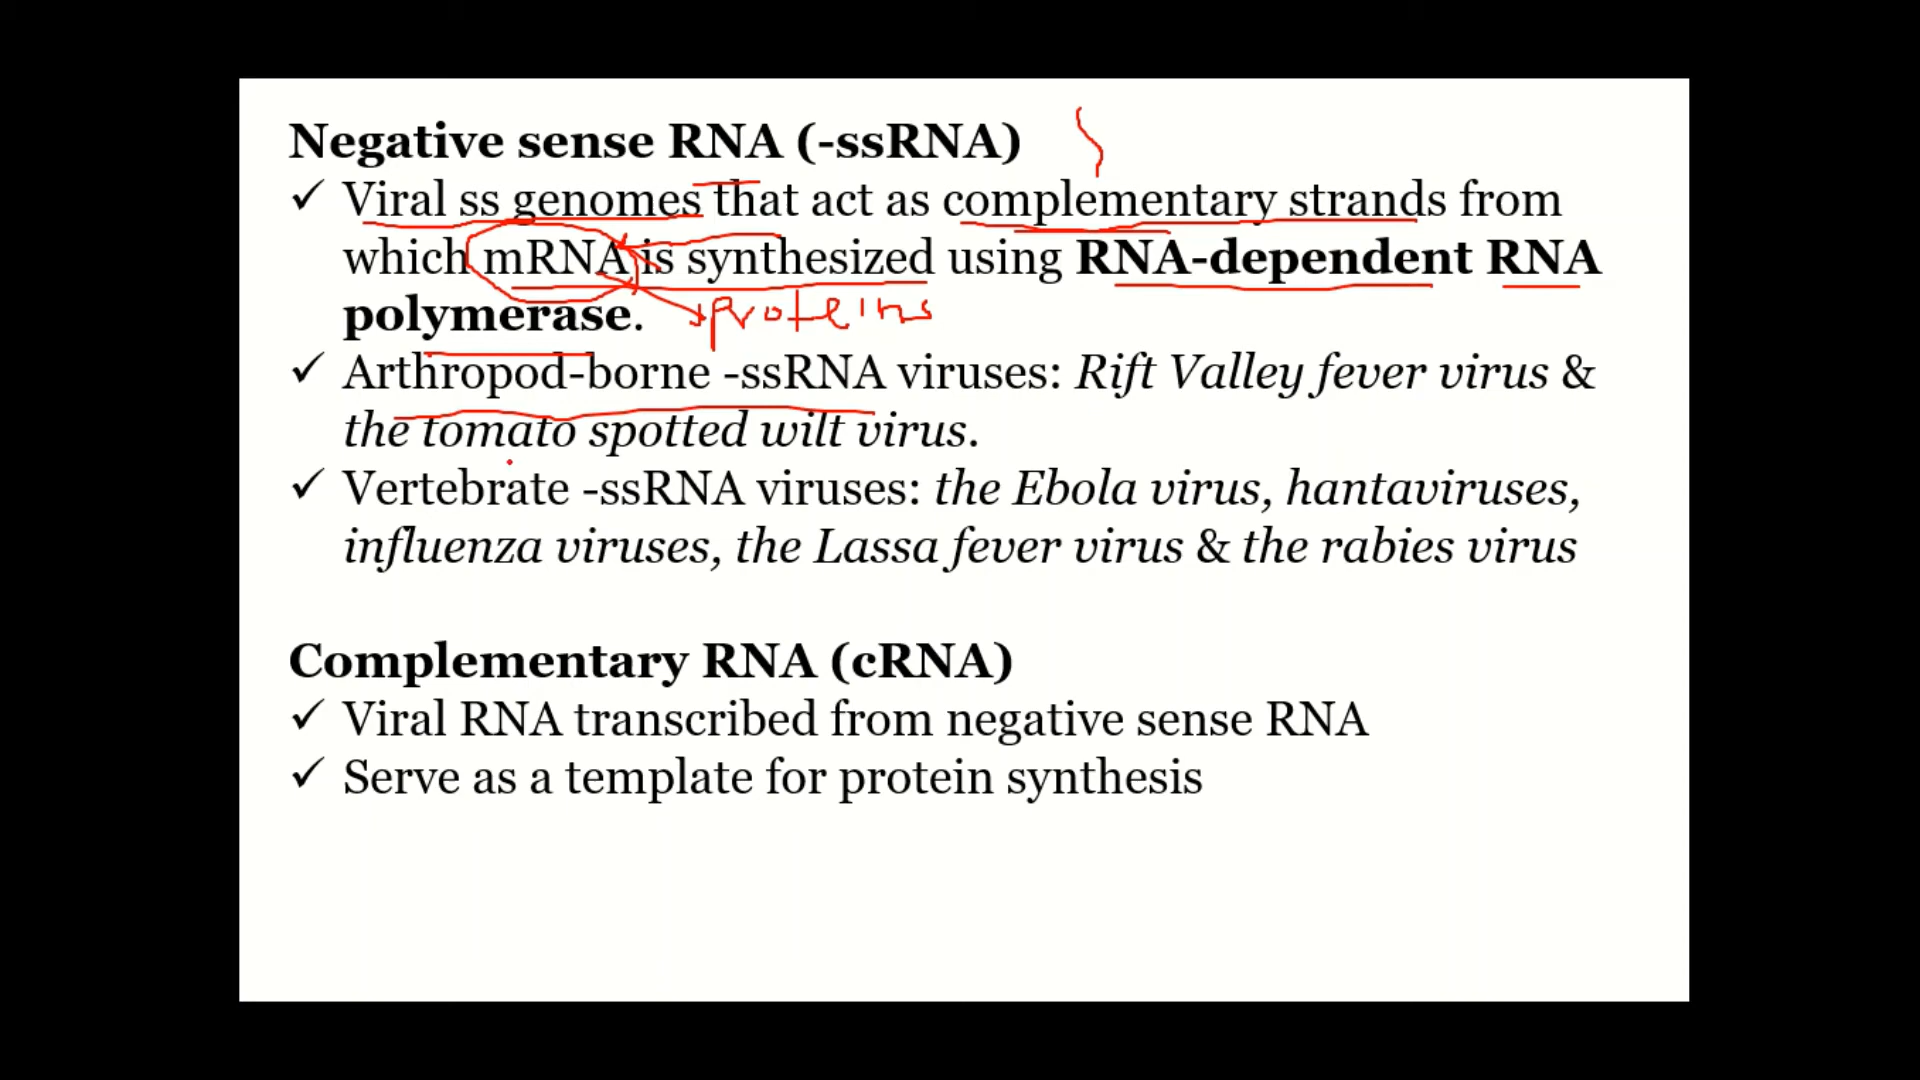 Negative sense RNA (-ssRNA)
✓ Viral ss genomes that act as complementary strands from
which mRNA is synthesized using RNA-dependent RNA
polymerase. proteins
✓ Arthropod-borne -ssRNA viruses: Rift Valley fever virus &
the tomato spotted wilt virus.
✓ Vertebrate -ssRNA viruses: the Ebola virus, hantaviruses,
influenza viruses, the Lassa fever virus & the rabies virus
Complementary RNA (cRNA)
✓ Viral RNA transcribed from negative sense RNA
✓ Serve as a template for protein synthesis